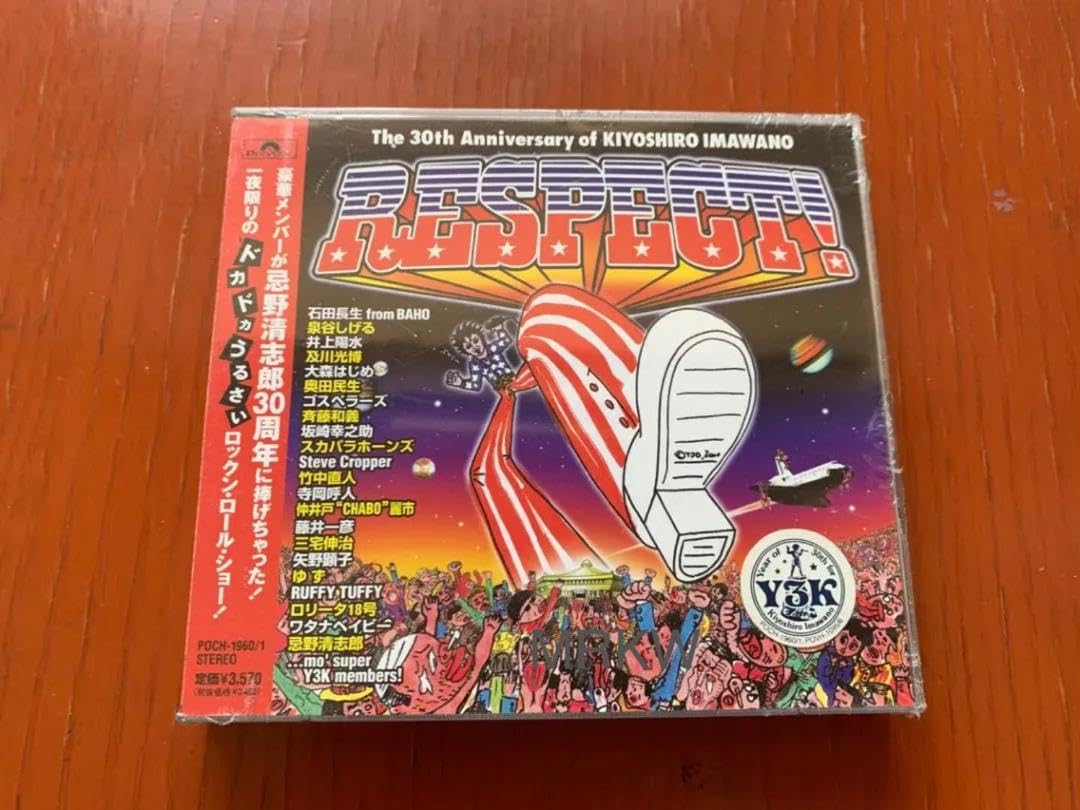 Polydor
豪華メンバーが忌野清志郎30周年に捧げちゃった!
一夜限りのドカドカうるさいロックン・ロール・ショー!
POCH-1960/1
STEREO
定価¥3,570
The 30th Anniversary of KIYOSHIRO IMAWANO
RESPECT!
石田長生 from BAHO
泉谷しげる
井上陽水
及川光博
大森はじめ
奥田民生
ゴスペラーズ
斉藤和義
坂崎幸之助
スカパラホーンズ
Steve Cropper
竹中直人
寺岡呼人
仲井戸"CHABO"麗市
藤井一彦
三宅伸治
矢野顕子
ゆず
RUFFY TUFFY
ロリータ18号
ワタナベイビー
忌野清志郎
...mo' super
Y3K members!
Year of 30th for
Y3K
Kiyoshiro Imawano
MRKW